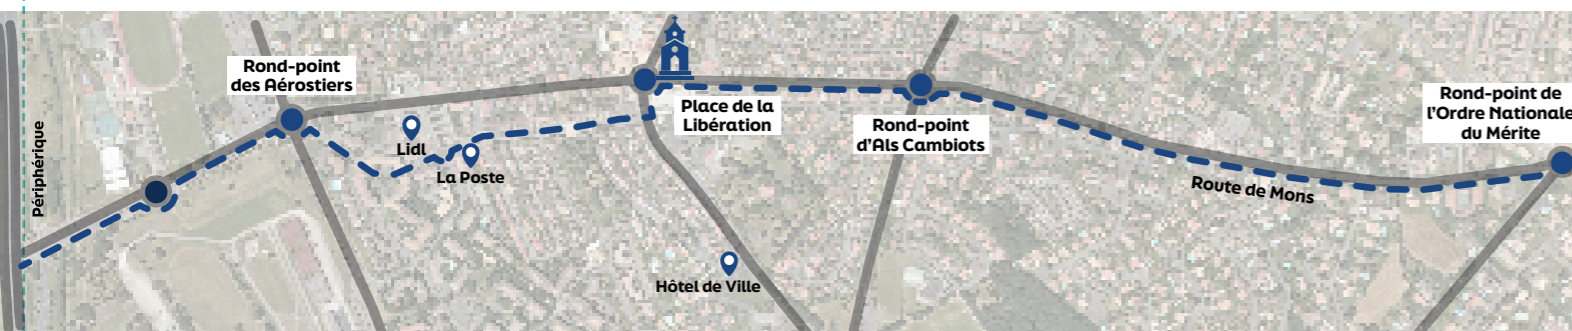 Périphérique
Rond-point
des Aérostiers
Lidl
La Poste
Place de la
Libération
Hôtel de Ville
Rond-point
d'Als Cambiots
Route de Mons
Rond-point de
l'Ordre Nationale
du Mérite